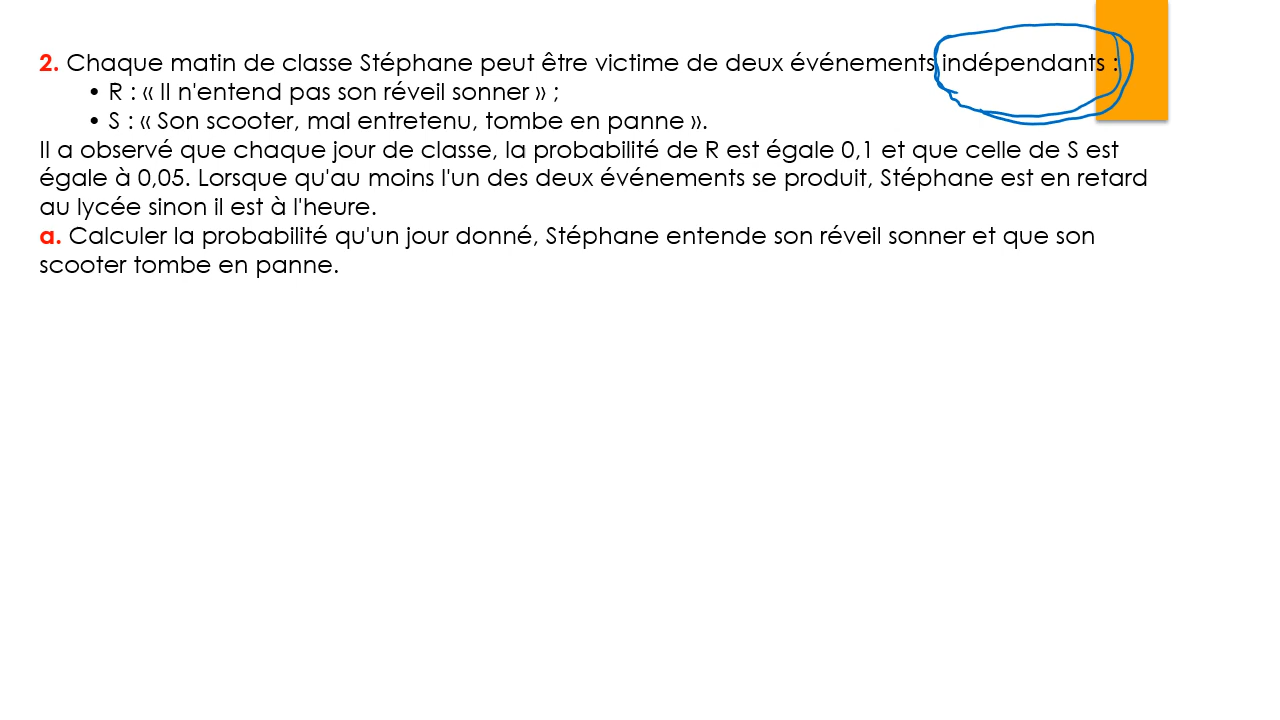 2. Chaque matin de classe Stéphane peut être victime de deux événements indépendants :
• R : « Il n'entend pas son réveil sonner » ;
• S : « Son scooter, mal entretenu, tombe en panne ».
Il a observé que chaque jour de classe, la probabilité de R est égale 0,1 et que celle de S est
égale à 0,05. Lorsque qu'au moins l'un des deux événements se produit, Stéphane est en retard
au lycée sinon il est à l'heure.
a. Calculer la probabilité qu'un jour donné, Stéphane entende son réveil sonner et que son
scooter tombe en panne.